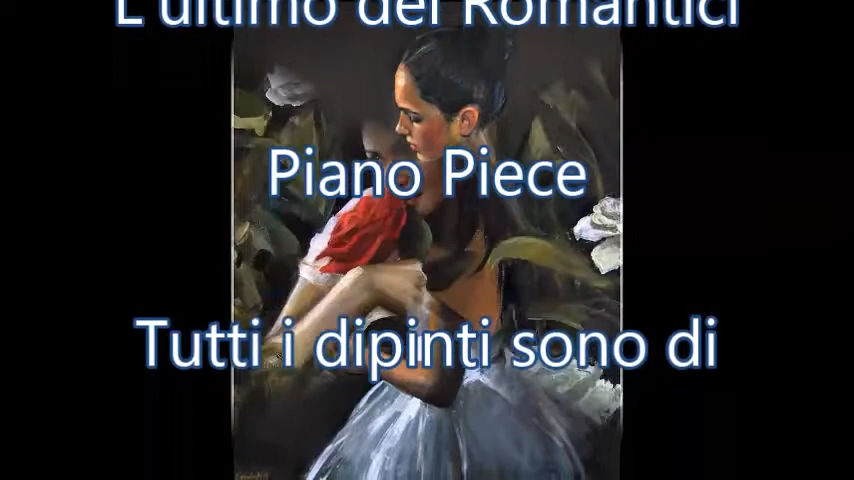 L'ultimo dei Romantici
Piano Piece
Tutti i dipinti sono di